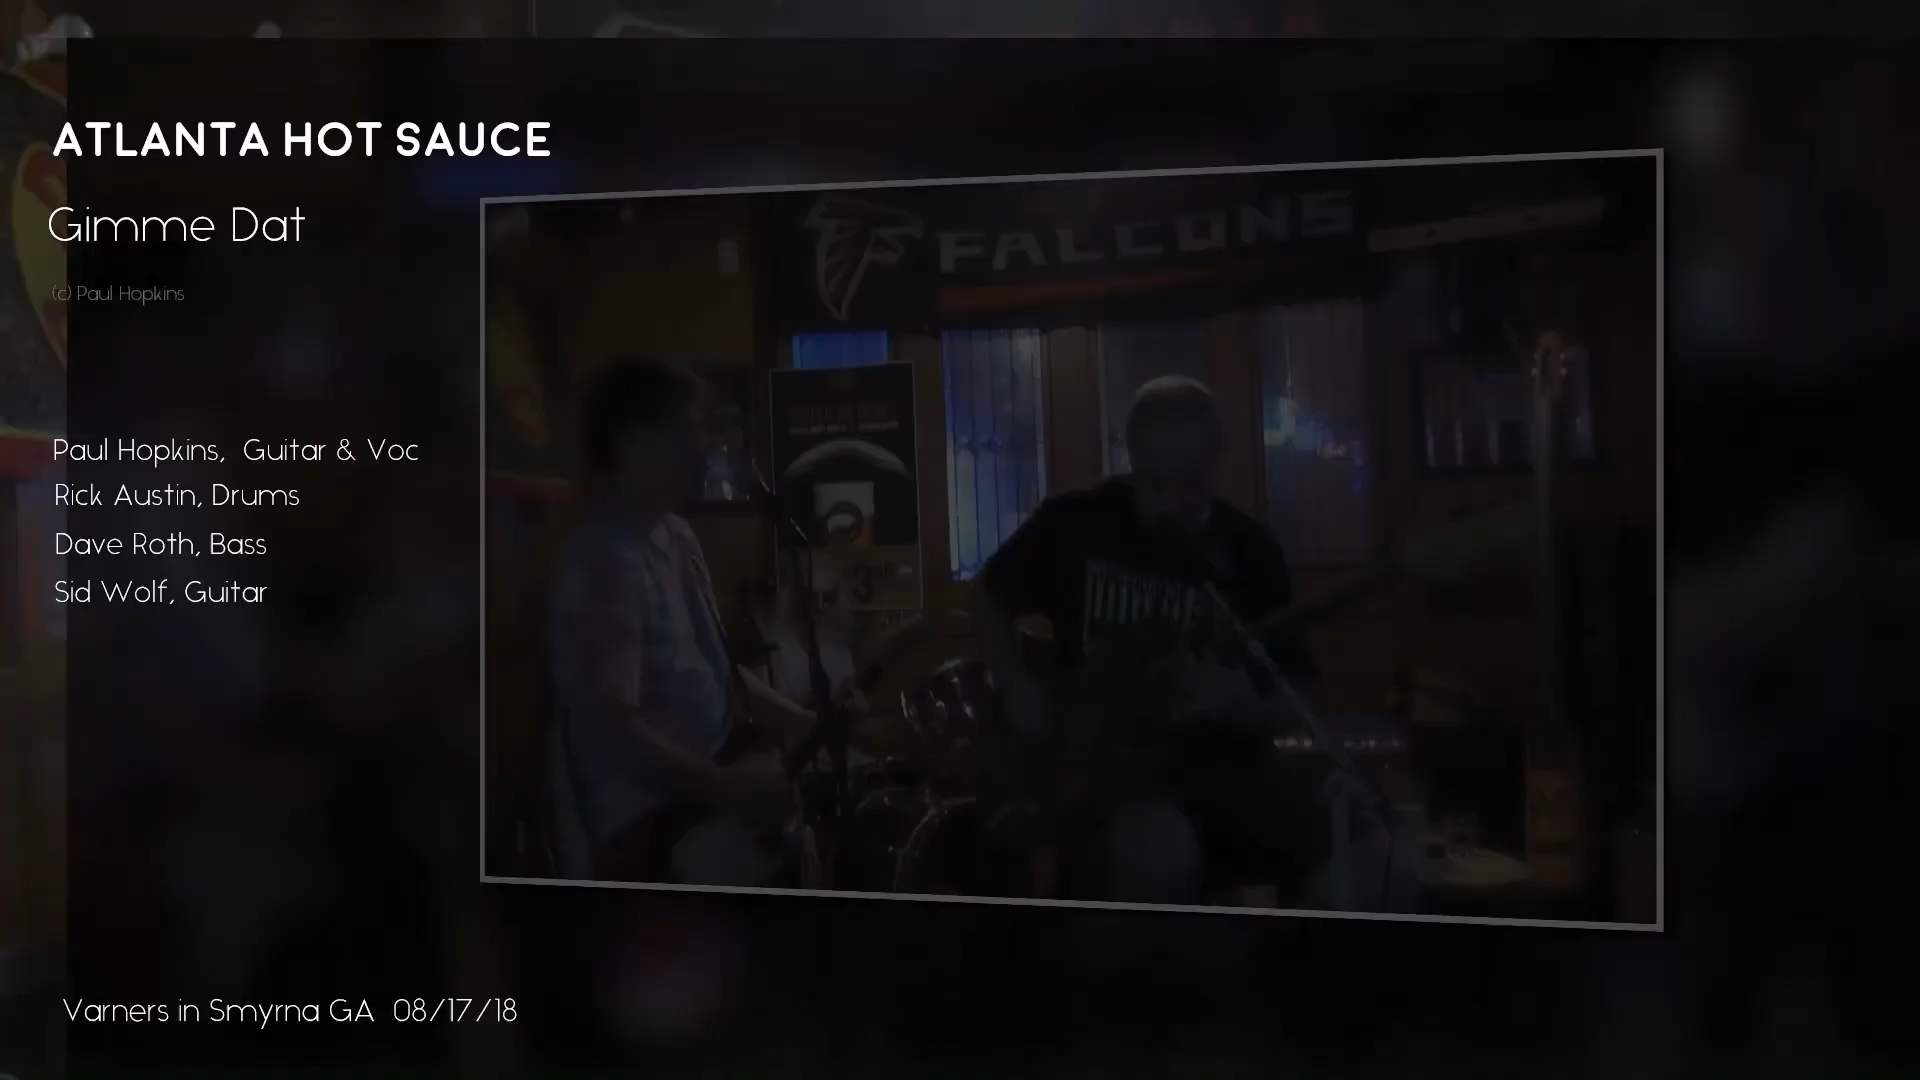 ATLANTA HOT SAUCE
Gimme Dat
(c) Paul Hopkins
Paul Hopkins,  Guitar & Voc
Rick Austin, Drums
Dave Roth, Bass
Sid Wolf, Guitar
Varners in Smyrna GA  08/17/18
FALCONS